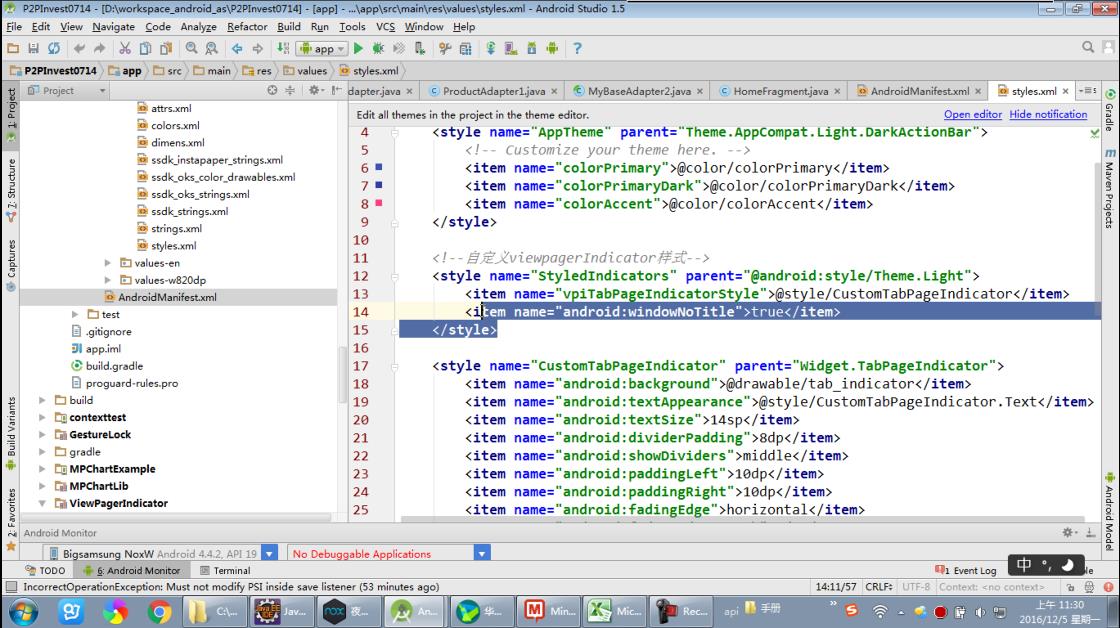 P2PInvest0714 - [D:\workspace_android_as\P2PInvest0714] - [app] - ...\app\src\main\res\values\styles.xml - Android Studio 1.5
File Edit View Navigate Code Analyze Refactor Build Run Tools VCS Window Help
app
P2PInvest0714 app src main res values styles.xml
Project
dapter.java ProductAdapter1.java MyBaseAdapter2.java HomeFragment.java AndroidManifest.xml styles.xml
Edit all themes in the project in the theme editor. Open editor Hide notification
1: Project
7: Structure
Captures
Build Variants
2: Favorites
attrs.xml
colors.xml
dimens.xml
ssdk_instapaper_strings.xml
ssdk_oks_color_drawables.xml
ssdk_oks_strings.xml
ssdk_strings.xml
strings.xml
styles.xml
values-en
values-w820dp
AndroidManifest.xml
test
.gitignore
app.iml
build.gradle
proguard-rules.pro
build
contexttest
GestureLock
gradle
MPChartExample
MPChartLib
ViewPagerIndicator
4 <style name="AppTheme" parent="Theme.AppCompat.Light.DarkActionBar">
5 <!-- Customize your theme here. -->
6 <item name="colorPrimary">@color/colorPrimary</item>
7 <item name="colorPrimaryDark">@color/colorPrimaryDark</item>
8 <item name="colorAccent">@color/colorAccent</item>
9 </style>
10
11 <!--自定义viewpagerIndicator样式-->
12 <style name="StyledIndicators" parent="@android:style/Theme.Light">
13 <item name="vpiTabPageIndicatorStyle">@style/CustomTabPageIndicator</item>
14 <item name="android:windowNoTitle">true</item>
15 </style>
16
17 <style name="CustomTabPageIndicator" parent="Widget.TabPageIndicator">
18 <item name="android:background">@drawable/tab_indicator</item>
19 <item name="android:textAppearance">@style/CustomTabPageIndicator.Text</item>
20 <item name="android:textSize">14sp</item>
21 <item name="android:dividerPadding">8dp</item>
22 <item name="android:showDividers">middle</item>
23 <item name="android:paddingLeft">10dp</item>
24 <item name="android:paddingRight">10dp</item>
25 <item name="android:fadingEdge">horizontal</item>
Gradle
Maven Projects
Android Model
Android Monitor
Bigsamsung NoxW Android 4.4.2, API 19 No Debuggable Applications
TODO 6: Android Monitor Terminal 1 Event Log
中
IncorrectOperationException: Must not modify PSI inside save listener (53 minutes ago) 14:11/57 CRLF UTF-8 Context: <no context>
C:\... Jav... 夜... An... 华... Min... Mic... Rec... api 手册 上午 11:30
2016/12/5 星期一